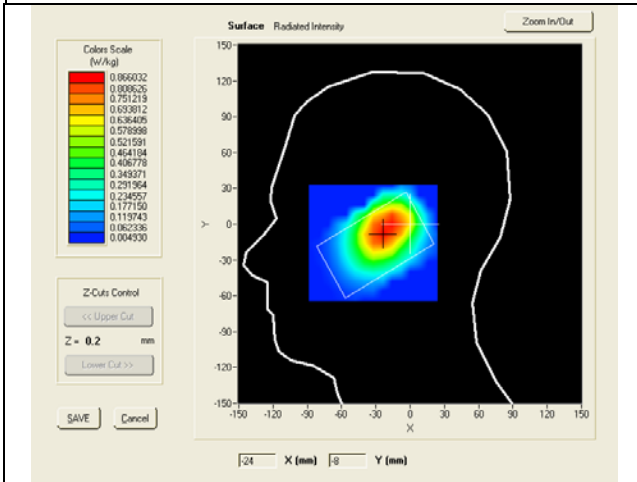 Surface Radiated Intensity
Zoom In/Out
Colors Scale
(W/kg)
0.866032
0.808626
0.751219
0.693812
0.636405
0.578998
0.521591
0.464184
0.406778
0.349371
0.291964
0.234557
0.177150
0.119743
0.062336
0.004930
Z-Cuts Control
<< Upper Cut
Z = 0.2 mm
Lower Cut >>
SAVE Cancel
150
120
90
60
30
0
-30
-60
-90
-120
-150
Y
-150 -120 -90 -60 -30 0 30 60 90 120 150
X
-24 X (mm) -8 Y (mm)